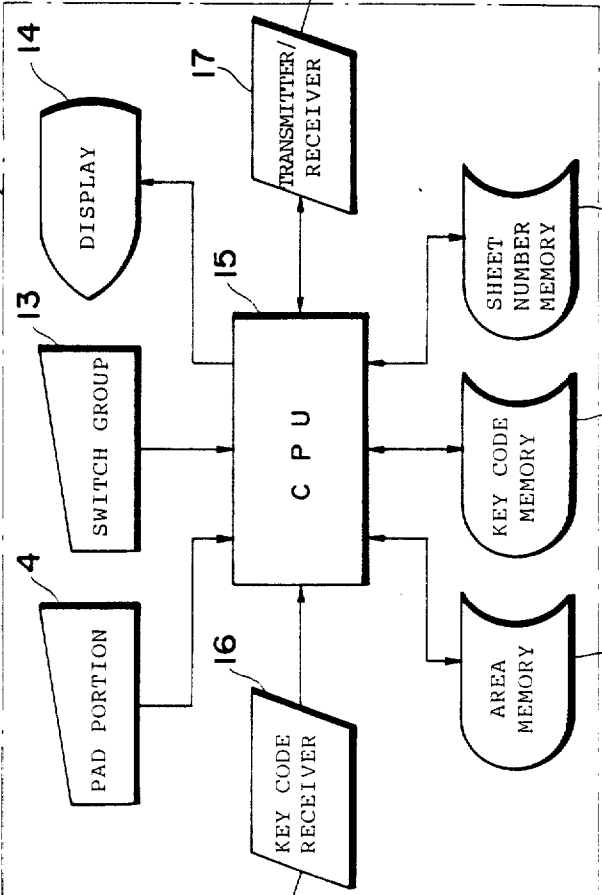 4
PAD PORTION
13
SWITCH GROUP
14
DISPLAY
16
KEY CODE
RECEIVER
15
CPU
17
TRANSMITTER/
RECEIVER
AREA
MEMORY
KEY CODE
MEMORY
SHEET
NUMBER
MEMORY